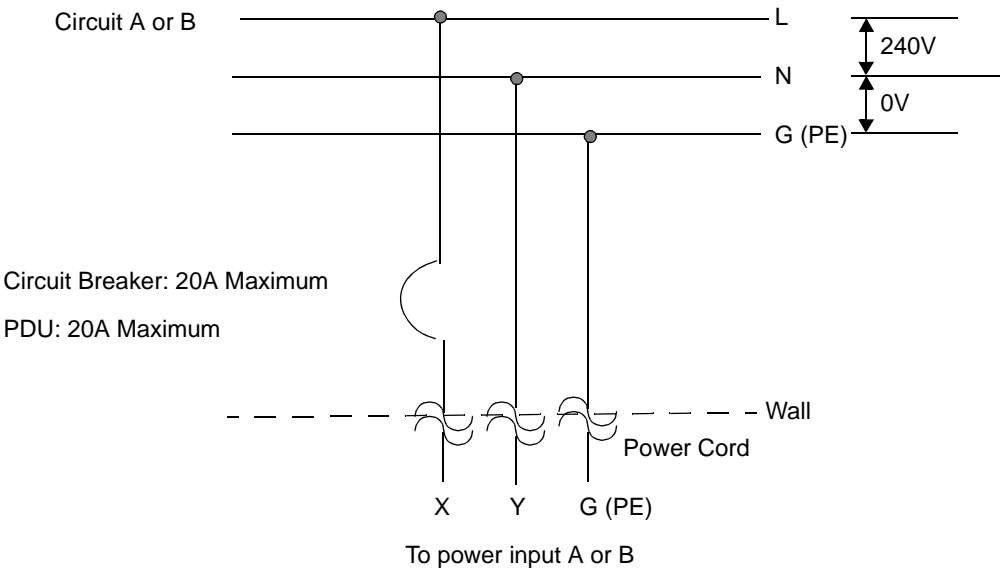 Circuit A or B
L
240V
N
0V
G (PE)
Circuit Breaker: 20A Maximum
PDU: 20A Maximum
Wall
Power Cord
X
Y
G (PE)
To power input A or B